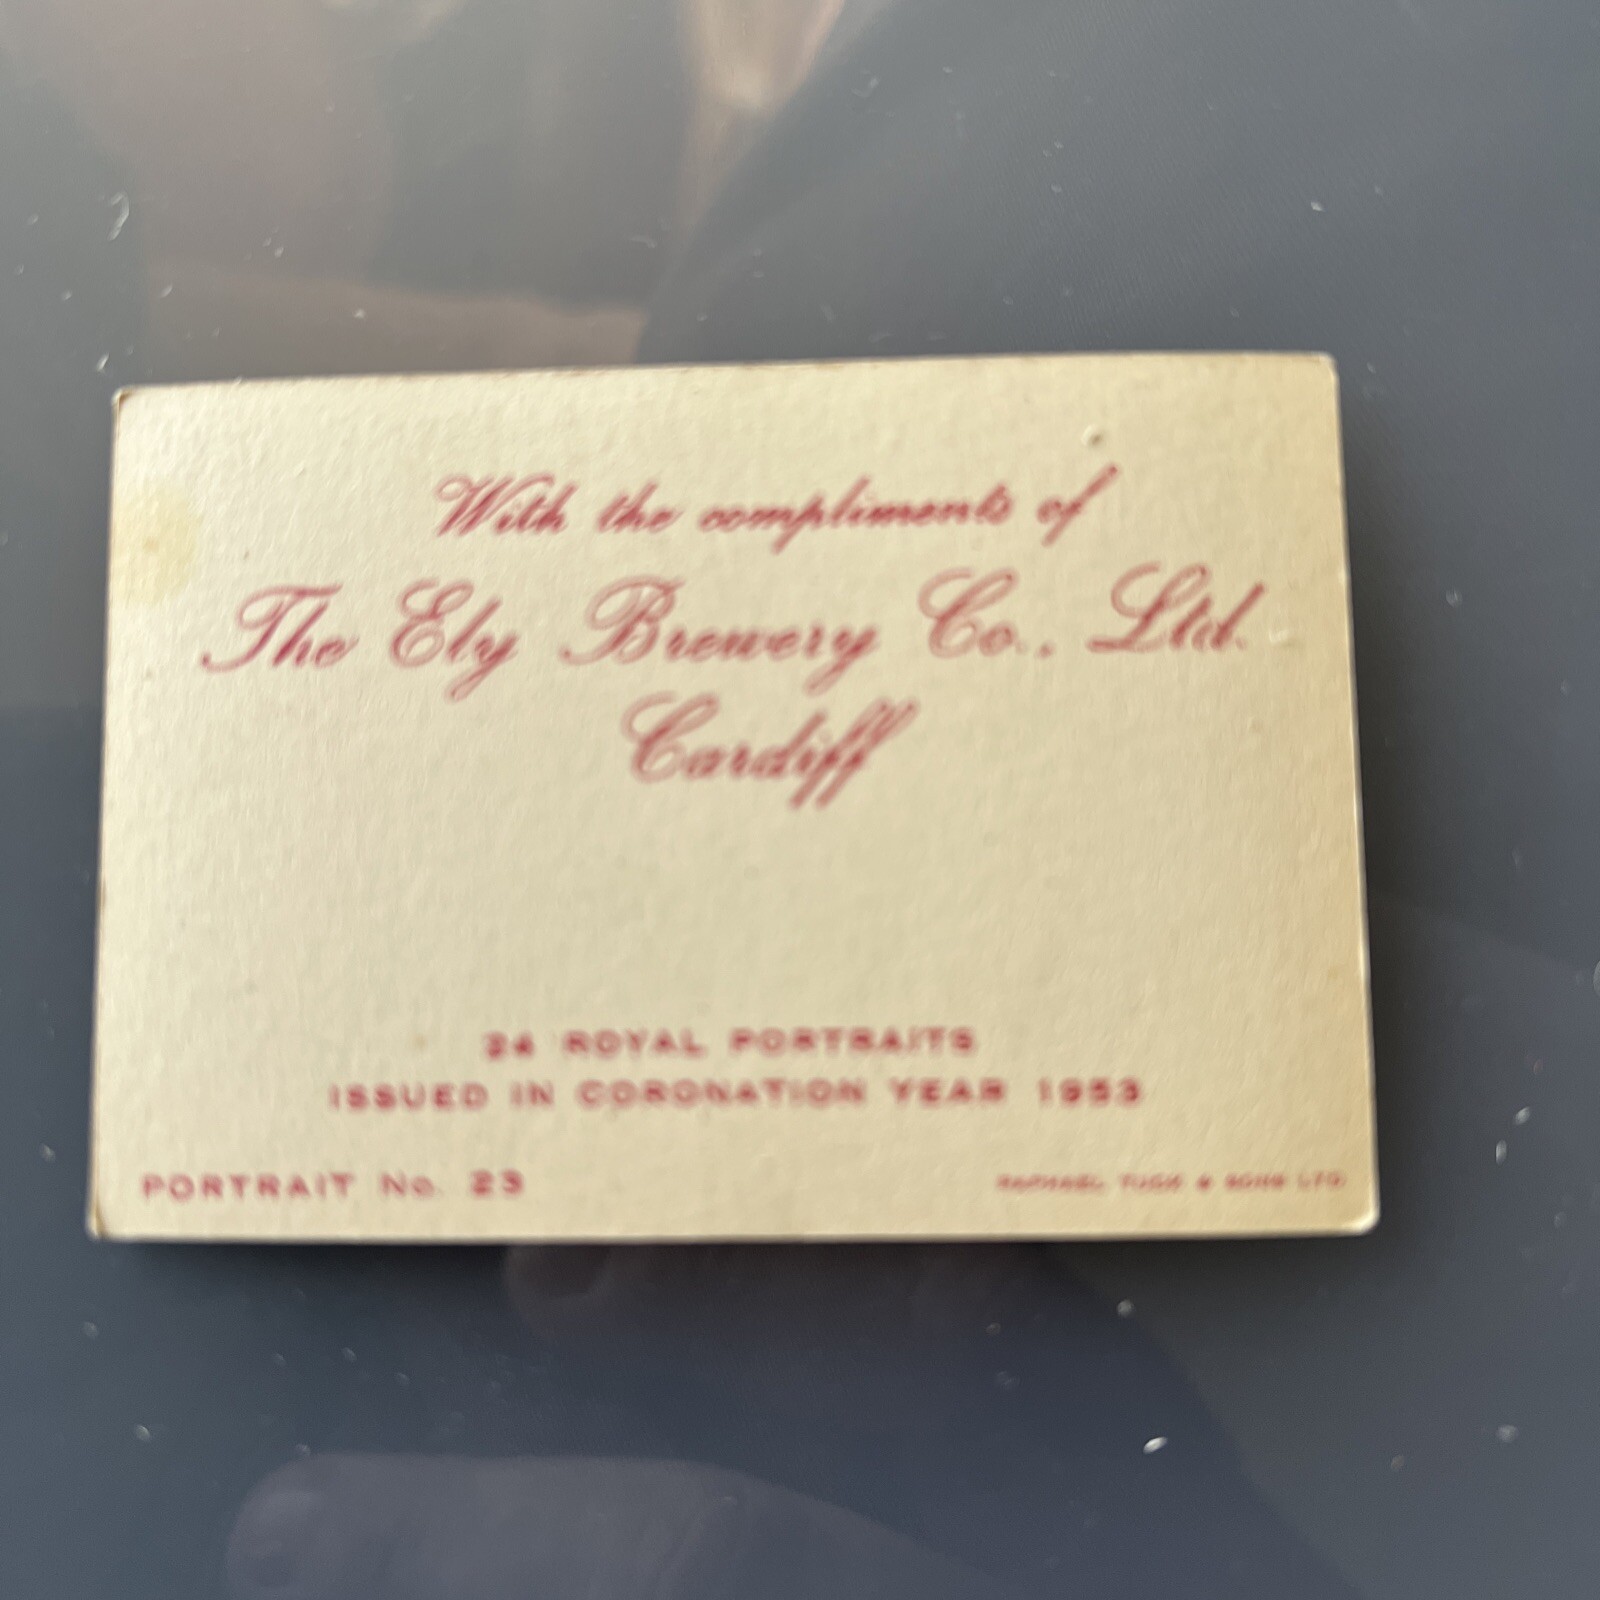 With the compliments of
The Ely Brewery Co., Ltd.
Cardiff
24 ROYAL PORTRAITS
ISSUED IN CORONATION YEAR 1953
PORTRAIT No. 23
RAPHAEL TUCK & SONS LTD.